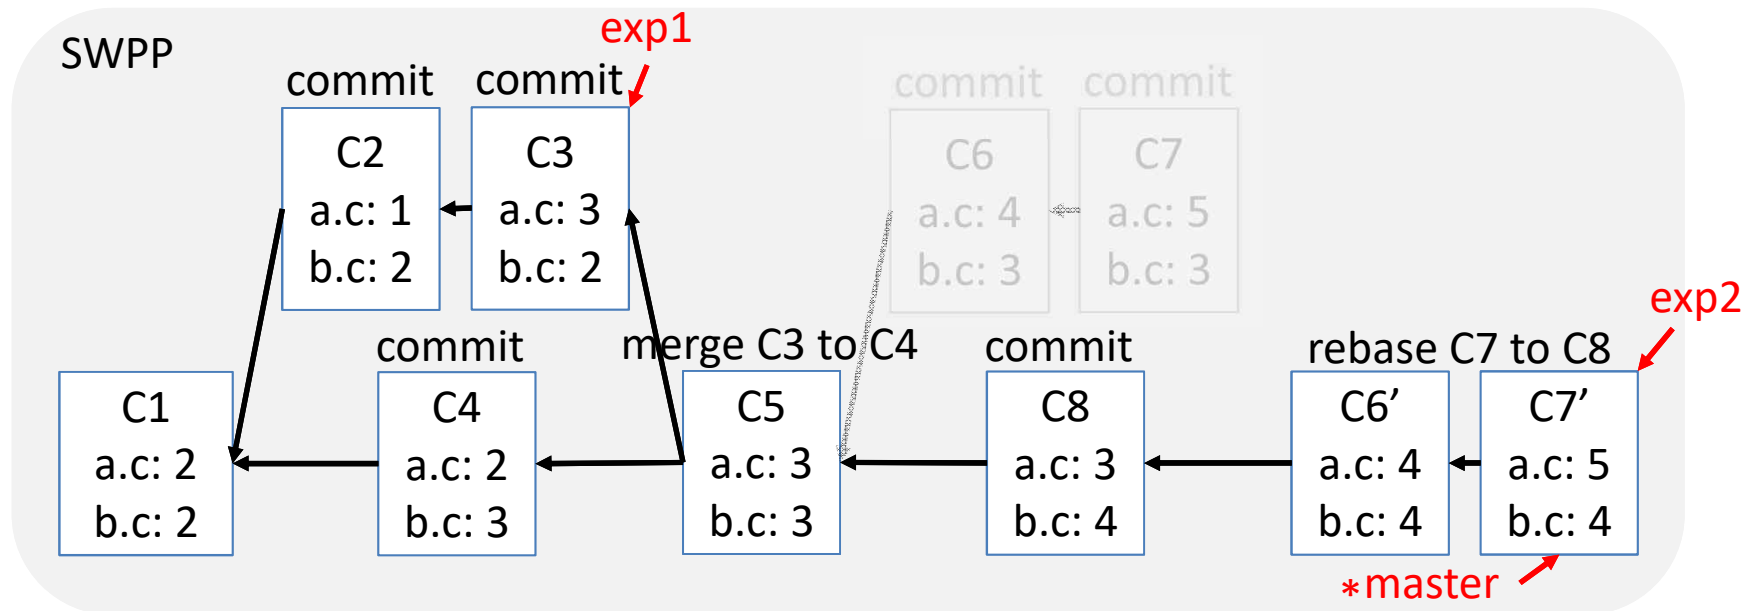 SWPP
exp1
commit
commit
commit
commit
C2
a.c: 1
b.c: 2
C3
a.c: 3
b.c: 2
C6
a.c: 4
b.c: 3
C7
a.c: 5
b.c: 3
exp2
commit
merge C3 to C4
commit
rebase C7 to C8
C1
a.c: 2
b.c: 2
C4
a.c: 2
b.c: 3
C5
a.c: 3
b.c: 3
C8
a.c: 3
b.c: 4
C6’
a.c: 4
b.c: 4
C7’
a.c: 5
b.c: 4
*master